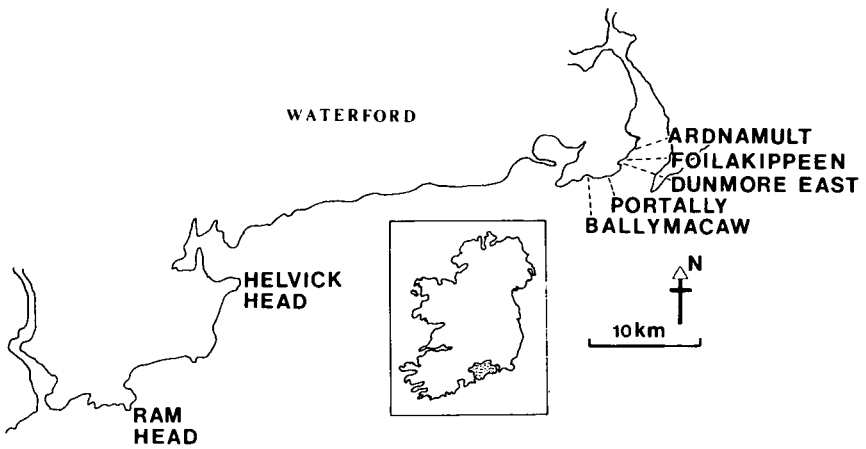 WATERFORD
ARDNAMULT
FOILAKIPPEEN
DUNMORE EAST
PORTALLY
BALLYMACAW
HELVICK
HEAD
N
10km
RAM
HEAD